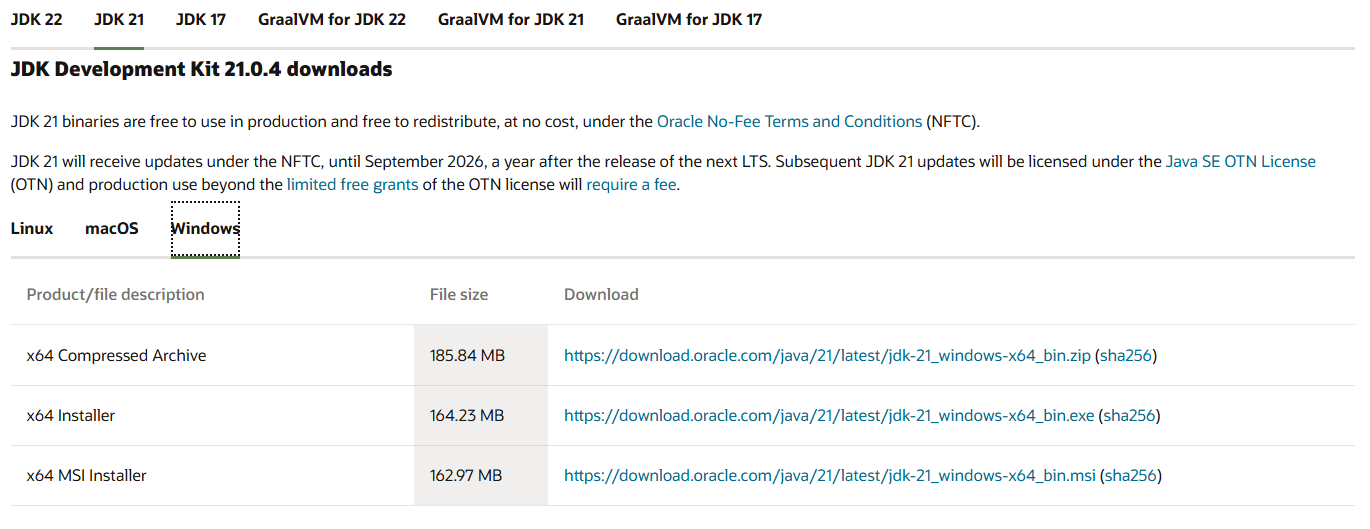 JDK 22 JDK 21 JDK 17 GraalVM for JDK 22 GraalVM for JDK 21 GraalVM for JDK 17
JDK Development Kit 21.0.4 downloads
JDK 21 binaries are free to use in production and free to redistribute, at no cost, under the Oracle No-Fee Terms and Conditions (NFTC).
JDK 21 will receive updates under the NFTC, until September 2026, a year after the release of the next LTS. Subsequent JDK 21 updates will be licensed under the Java SE OTN License
(OTN) and production use beyond the limited free grants of the OTN license will require a fee.
Linux macOS Windows
Product/file description File size Download
x64 Compressed Archive 185.84 MB https://download.oracle.com/java/21/latest/jdk-21_windows-x64_bin.zip (sha256)
x64 Installer 164.23 MB https://download.oracle.com/java/21/latest/jdk-21_windows-x64_bin.exe (sha256)
x64 MSI Installer 162.97 MB https://download.oracle.com/java/21/latest/jdk-21_windows-x64_bin.msi (sha256)